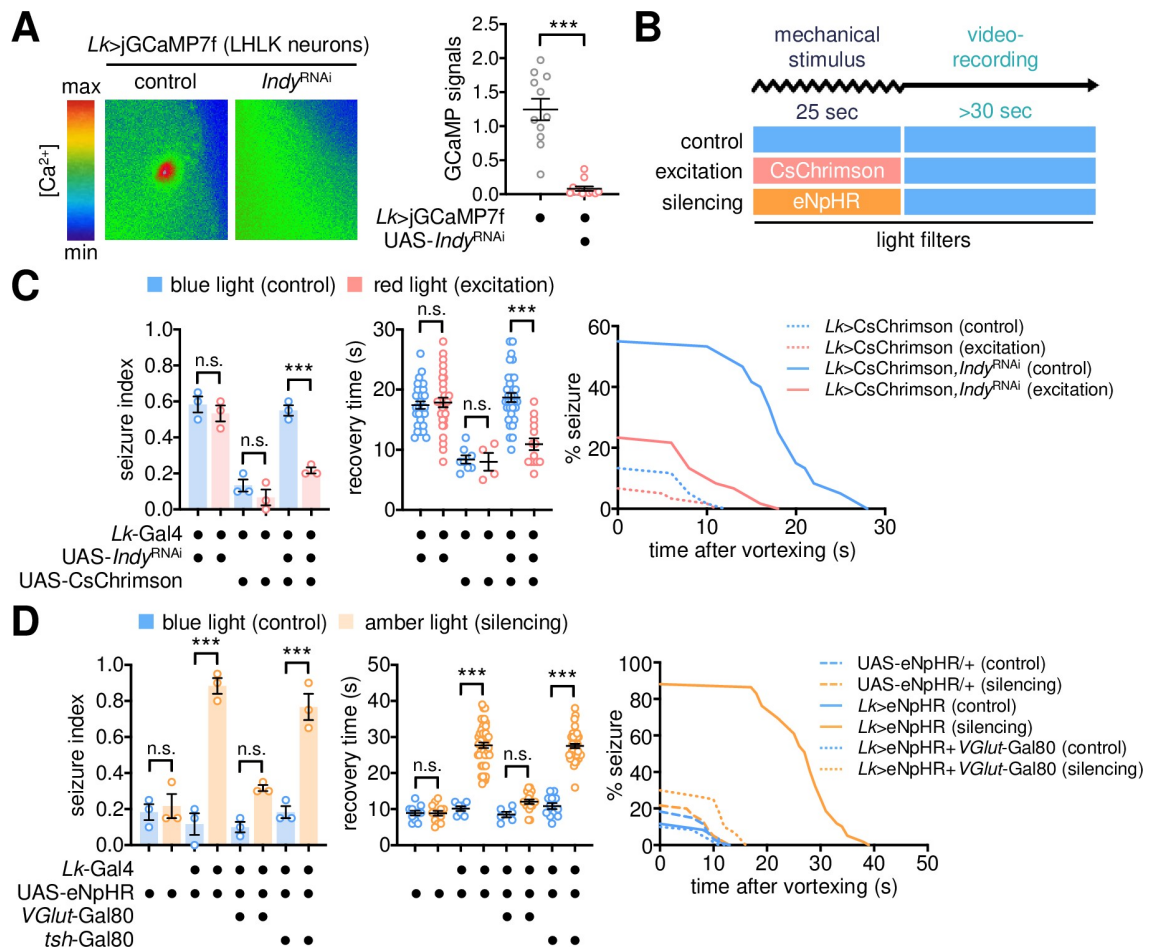 A
Lk>jGCaMP7f (LHLK neurons)
control
IndyRNAi
max
[Ca2+]
min
GCaMP signals
2.5
2.0
1.5
1.0
0.5
0.0
***
Lk>jGCaMP7f
UAS-IndyRNAi
B
mechanical
stimulus
video-
recording
25 sec
>30 sec
control
excitation
CsChrimson
silencing
eNpHR
light filters
C
blue light (control)
red light (excitation)
seizure index
1.0
0.8
0.6
0.4
0.2
0.0
n.s.
n.s.
***
recovery time (s)
30
20
10
0
n.s.
n.s.
***
Lk-Gal4
UAS-IndyRNAi
UAS-CsChrimson
% seizure
60
40
20
0
0 10 20 30
time after vortexing (s)
Lk>CsChrimson (control)
Lk>CsChrimson (excitation)
Lk>CsChrimson,IndyRNAi (control)
Lk>CsChrimson,IndyRNAi (excitation)
D
blue light (control)
amber light (silencing)
seizure index
1.0
0.8
0.6
0.4
0.2
0.0
n.s.
***
n.s.
***
recovery time (s)
50
40
30
20
10
0
n.s.
***
n.s.
***
Lk-Gal4
UAS-eNpHR
VGlut-Gal80
tsh-Gal80
% seizure
100
80
60
40
20
0
0 10 20 30 40 50
time after vortexing (s)
UAS-eNpHR/+ (control)
UAS-eNpHR/+ (silencing)
Lk>eNpHR (control)
Lk>eNpHR (silencing)
Lk>eNpHR+VGlut-Gal80 (control)
Lk>eNpHR+VGlut-Gal80 (silencing)